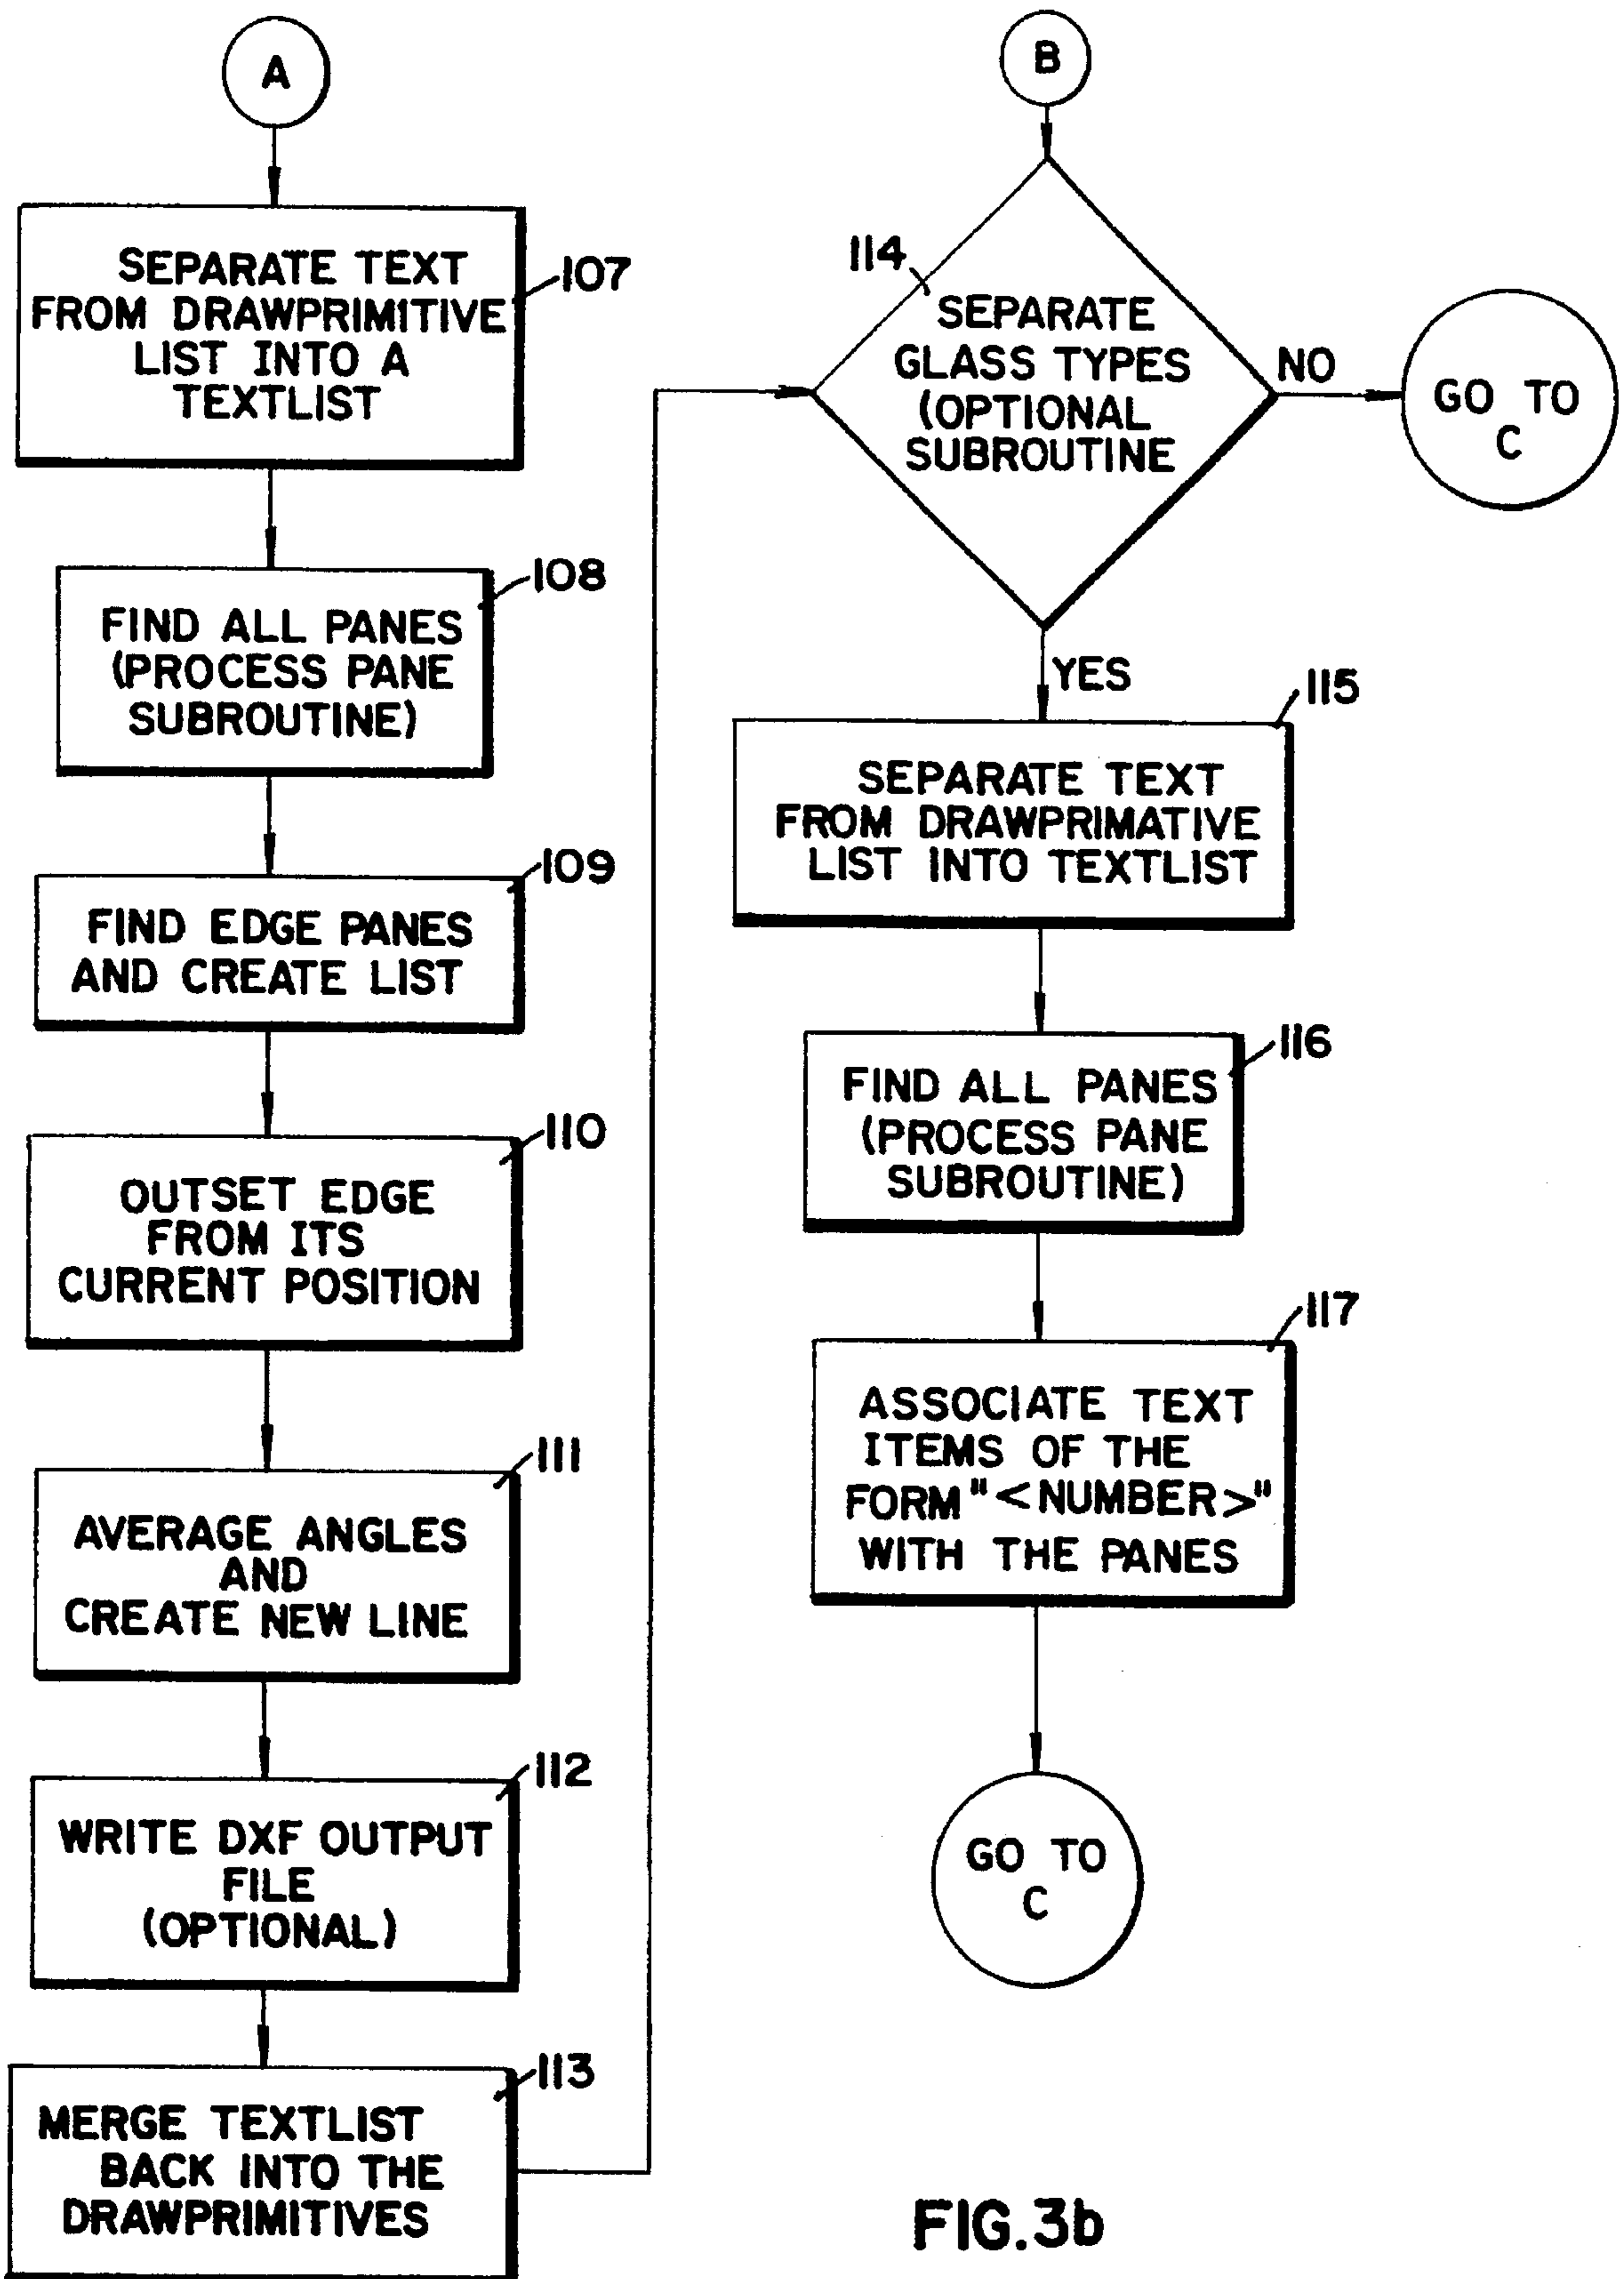 A
SEPARATE TEXT
FROM DRAWPRIMITIVE
LIST INTO A
TEXTLIST
107
FIND ALL PANES
(PROCESS PANE
SUBROUTINE)
108
FIND EDGE PANES
AND CREATE LIST
109
OUTSET EDGE
FROM ITS
CURRENT POSITION
110
AVERAGE ANGLES
AND
CREATE NEW LINE
111
WRITE DXF OUTPUT
FILE
(OPTIONAL)
112
MERGE TEXTLIST
BACK INTO THE
DRAWPRIMITIVES
113
B
114
SEPARATE
GLASS TYPES
(OPTIONAL
SUBROUTINE
NO
GO TO
C
YES
115
SEPARATE TEXT
FROM DRAWPRIMATIVE
LIST INTO TEXTLIST
116
FIND ALL PANES
(PROCESS PANE
SUBROUTINE)
117
ASSOCIATE TEXT
ITEMS OF THE
FORM "<NUMBER>"
WITH THE PANES
GO TO
C
FIG.3b